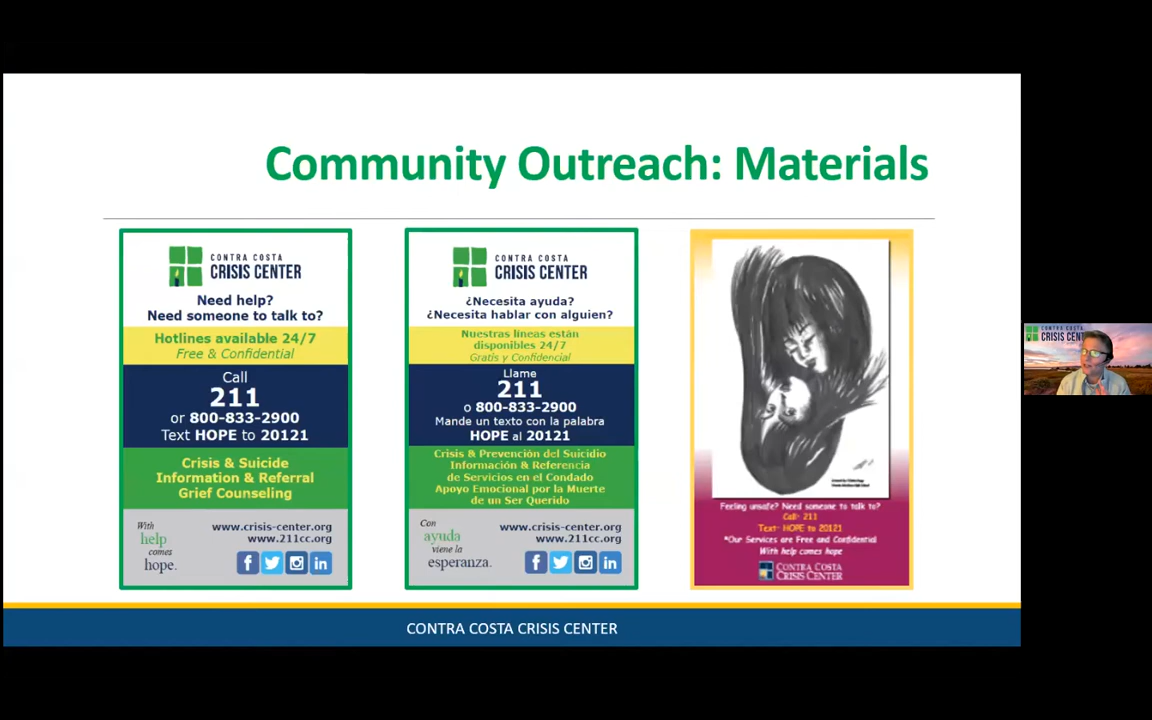 Community Outreach: Materials
CONTRA COSTA
CRISIS CENTER
Need help?
Need someone to talk to?
Hotlines available 24/7
Free & Confidential
Call
211
or 800-833-2900
Text HOPE to 20121
Crisis & Suicide
Information & Referral
Grief Counseling
With
help
comes
hope.
www.crisis-center.org
www.211cc.org
CONTRA COSTA
CRISIS CENTER
¿Necesita ayuda?
¿Necesita hablar con alguien?
Nuestras líneas están
disponibles 24/7
Gratis y Confidencial
Llame
211
o 800-833-2900
Mande un texto con la palabra
HOPE al 20121
Crisis & Prevención del Suicidio
Información & Referencia
de Servicios en el Condado
Apoyo Emocional por la Muerte
de un Ser Querido
Con
ayuda
viene la
esperanza.
www.crisis-center.org
www.211cc.org
Feeling unsafe? Need someone to talk to?
Call- 211
Text- HOPE to 20121
*Our Services are Free and Confidential
With help comes hope
CONTRA COSTA
CRISIS CENTER
CONTRA COSTA CRISIS CENTER
CONTRA COSTA
CRISIS